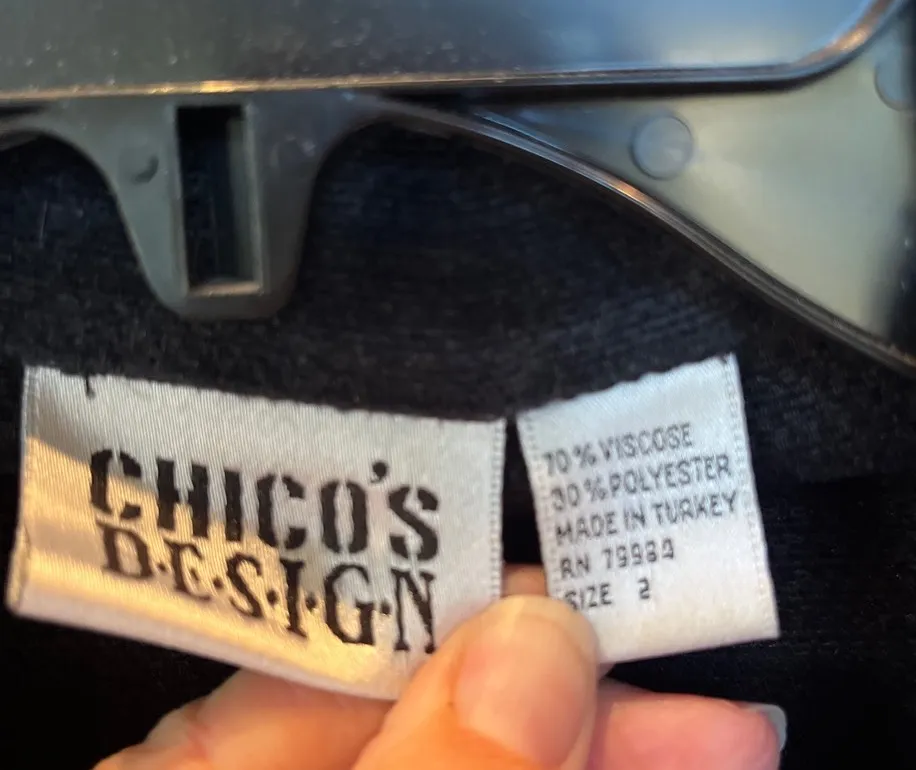 CHICO'S
D·E·S·I·G·N
70 % VISCOSE
30 % POLYESTER
MADE IN TURKEY
RN 79984
SIZE 2